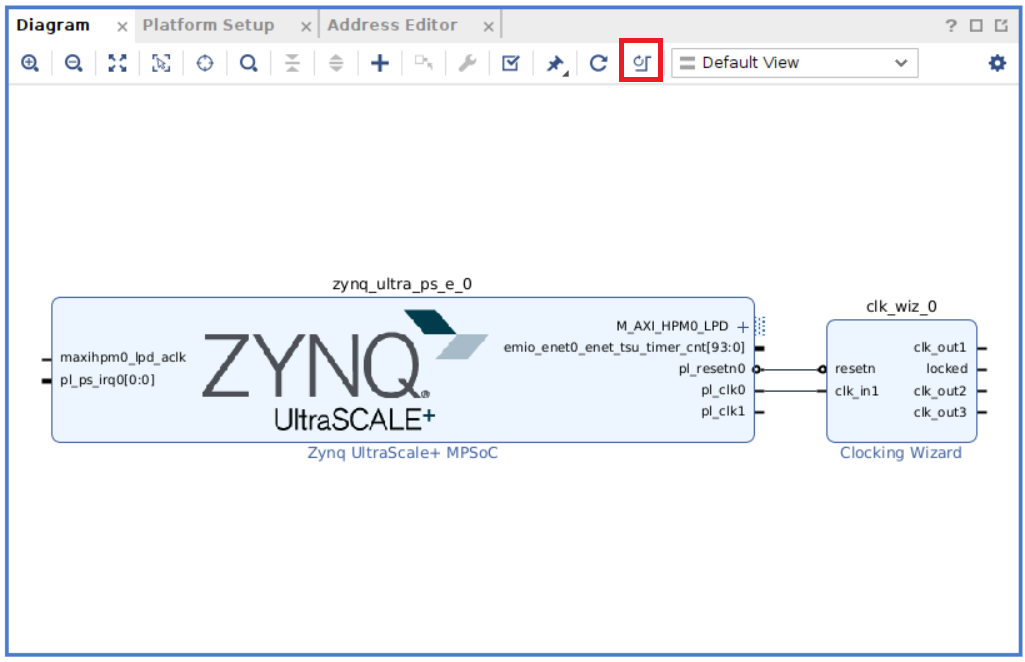 Diagram
Platform Setup
Address Editor
Default View
zynq_ultra_ps_e_0
maxihpm0_lpd_aclk
pl_ps_irq0[0:0]
ZYNQ
UltraSCALE+
M_AXI_HPM0_LPD
emio_enet0_enet_tsu_timer_cnt[93:0]
pl_resetn0
pl_clk0
pl_clk1
Zynq UltraScale+ MPSoC
clk_wiz_0
resetn
clk_in1
clk_out1
locked
clk_out2
clk_out3
Clocking Wizard